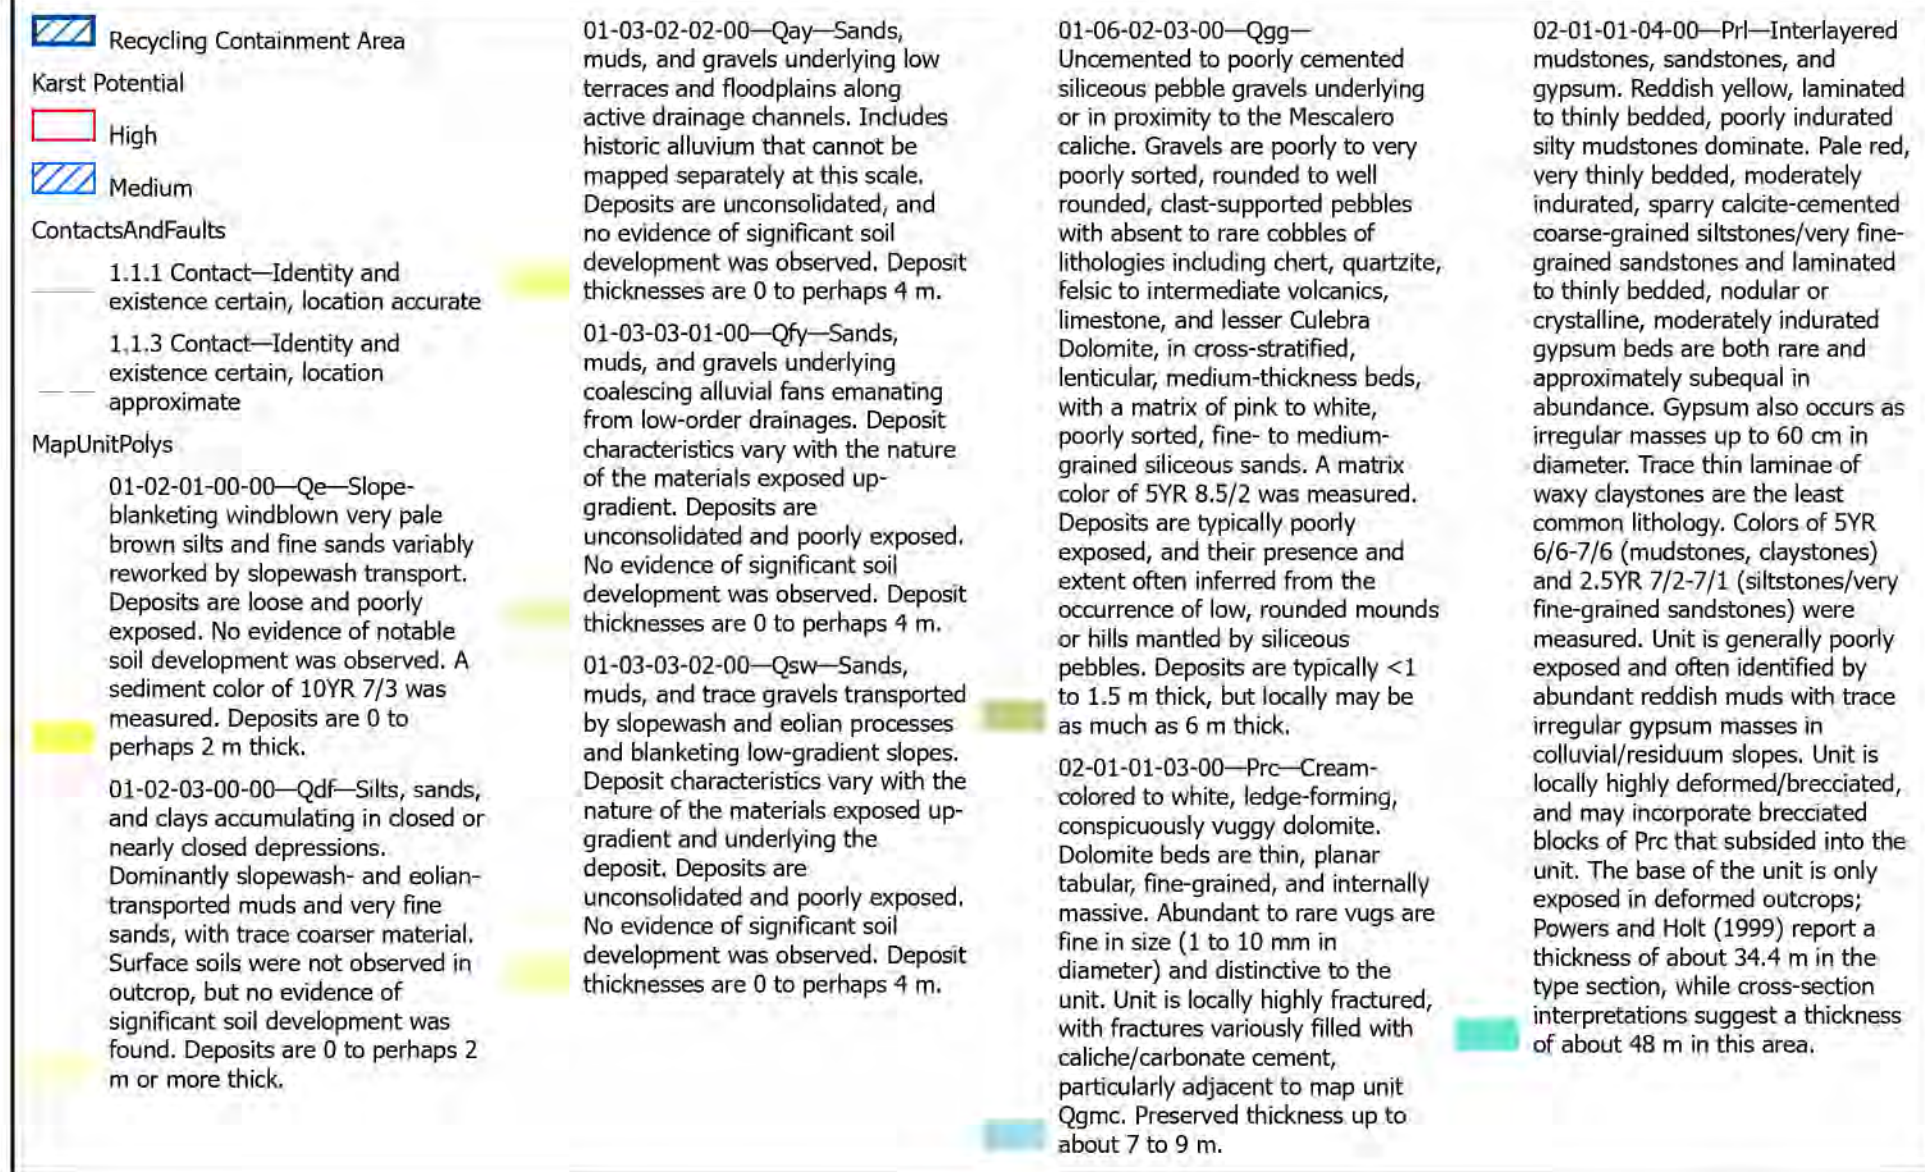 Recycling Containment Area
Karst Potential
High
Medium
ContactsAndFaults
1.1.1 Contact—Identity and
existence certain, location accurate
1.1.3 Contact—Identity and
existence certain, location
approximate
MapUnitPolys
01-02-01-00-00—Qe—Slope-
blanketing windblown very pale
brown silts and fine sands variably
reworked by slopewash transport.
Deposits are loose and poorly
exposed. No evidence of notable
soil development was observed. A
sediment color of 10YR 7/3 was
measured. Deposits are 0 to
perhaps 2 m thick.
01-02-03-00-00—Qdf—Silts, sands,
and clays accumulating in closed or
nearly closed depressions.
Dominantly slopewash- and eolian-
transported muds and very fine
sands, with trace coarser material.
Surface soils were not observed in
outcrop, but no evidence of
significant soil development was
found. Deposits are 0 to perhaps 2
m or more thick.
01-03-02-02-00—Qay—Sands,
muds, and gravels underlying low
terraces and floodplains along
active drainage channels. Includes
historic alluvium that cannot be
mapped separately at this scale.
Deposits are unconsolidated, and
no evidence of significant soil
development was observed. Deposit
thicknesses are 0 to perhaps 4 m.
01-03-03-01-00—Qfy—Sands,
muds, and gravels underlying
coalescing alluvial fans emanating
from low-order drainages. Deposit
characteristics vary with the nature
of the materials exposed up-
gradient. Deposits are
unconsolidated and poorly exposed.
No evidence of significant soil
development was observed. Deposit
thicknesses are 0 to perhaps 4 m.
01-03-03-02-00—Qsw—Sands,
muds, and trace gravels transported
by slopewash and eolian processes
and blanketing low-gradient slopes.
Deposit characteristics vary with the
nature of the materials exposed up-
gradient and underlying the
deposit. Deposits are
unconsolidated and poorly exposed.
No evidence of significant soil
development was observed. Deposit
thicknesses are 0 to perhaps 4 m.
01-06-02-03-00—Qgg—
Uncemented to poorly cemented
siliceous pebble gravels underlying
or in proximity to the Mescalero
caliche. Gravels are poorly to very
poorly sorted, rounded to well
rounded, clast-supported pebbles
with absent to rare cobbles of
lithologies including chert, quartzite,
felsic to intermediate volcanics,
limestone, and lesser Culebra
Dolomite, in cross-stratified,
lenticular, medium-thickness beds,
with a matrix of pink to white,
poorly sorted, fine- to medium-
grained siliceous sands. A matrix
color of 5YR 8.5/2 was measured.
Deposits are typically poorly
exposed, and their presence and
extent often inferred from the
occurrence of low, rounded mounds
or hills mantled by siliceous
pebbles. Deposits are typically <1
to 1.5 m thick, but locally may be
as much as 6 m thick.
02-01-01-03-00—Prc—Cream-
colored to white, ledge-forming,
conspicuously vuggy dolomite.
Dolomite beds are thin, planar
tabular, fine-grained, and internally
massive. Abundant to rare vugs are
fine in size (1 to 10 mm in
diameter) and distinctive to the
unit. Unit is locally highly fractured,
with fractures variously filled with
caliche/carbonate cement,
particularly adjacent to map unit
Qgmc. Preserved thickness up to
about 7 to 9 m.
02-01-01-04-00—Prl—Interlayered
mudstones, sandstones, and
gypsum. Reddish yellow, laminated
to thinly bedded, poorly indurated
silty mudstones dominate. Pale red,
very thinly bedded, moderately
indurated, sparry calcite-cemented
coarse-grained siltstones/very fine-
grained sandstones and laminated
to thinly bedded, nodular or
crystalline, moderately indurated
gypsum beds are both rare and
approximately subequal in
abundance. Gypsum also occurs as
irregular masses up to 60 cm in
diameter. Trace thin laminae of
waxy claystones are the least
common lithology. Colors of 5YR
6/6-7/6 (mudstones, claystones)
and 2.5YR 7/2-7/1 (siltstones/very
fine-grained sandstones) were
measured. Unit is generally poorly
exposed and often identified by
abundant reddish muds with trace
irregular gypsum masses in
colluvial/residuum slopes. Unit is
locally highly deformed/brecciated,
and may incorporate brecciated
blocks of Prc that subsided into the
unit. The base of the unit is only
exposed in deformed outcrops;
Powers and Holt (1999) report a
thickness of about 34.4 m in the
type section, while cross-section
interpretations suggest a thickness
of about 48 m in this area.